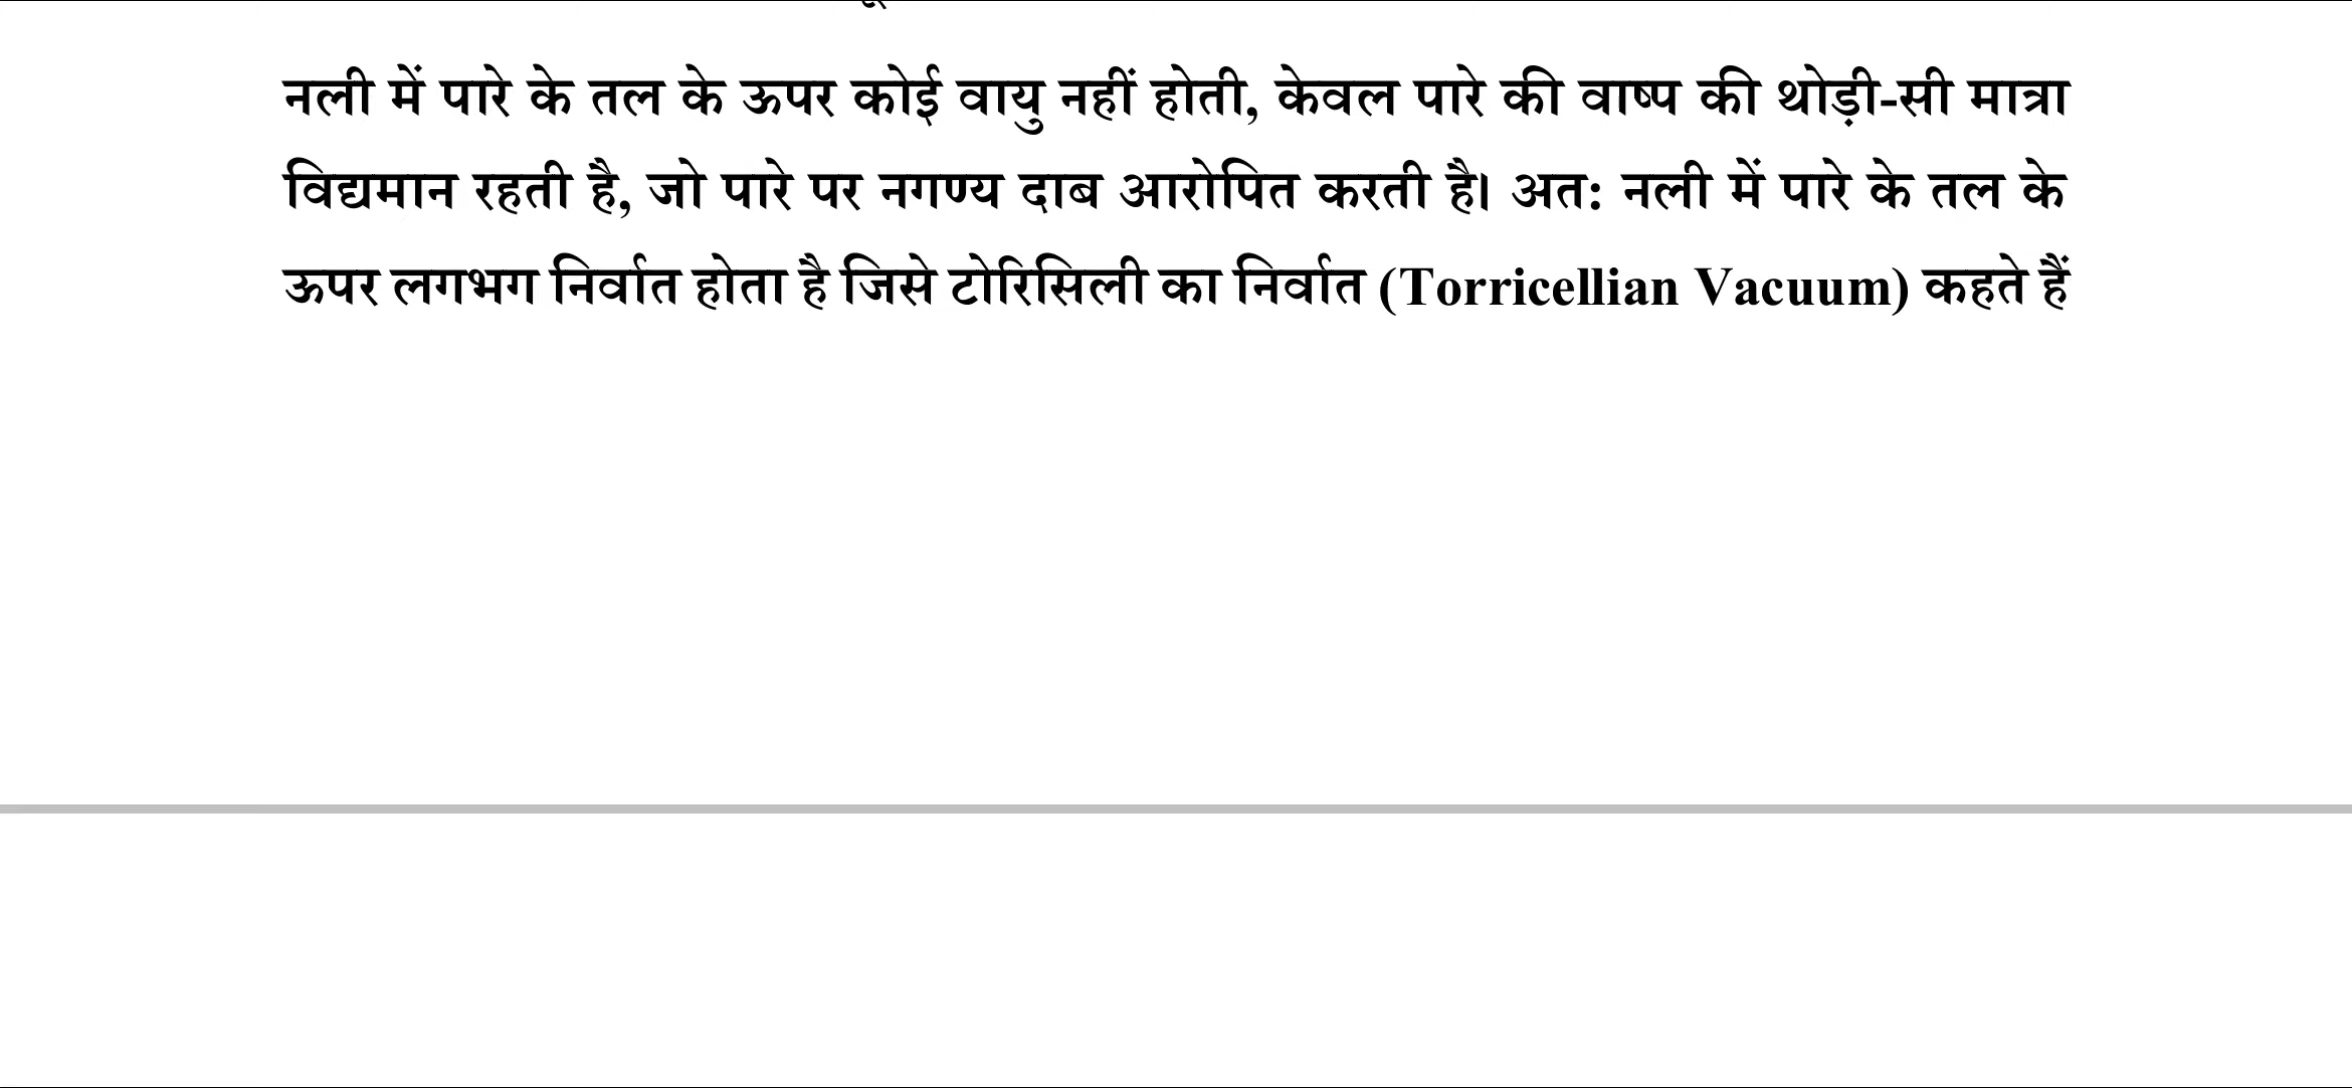 नली में पारे के तल के ऊपर कोई वायु नहीं होती, केवल पारे की वाष्प की थोड़ी-सी मात्रा
विद्यमान रहती है, जो पारे पर नगण्य दाब आरोपित करती है। अत: नली में पारे के तल के
ऊपर लगभग निर्वात होता है जिसे टोरिसिली का निर्वात (Torricellian Vacuum) कहते हैं